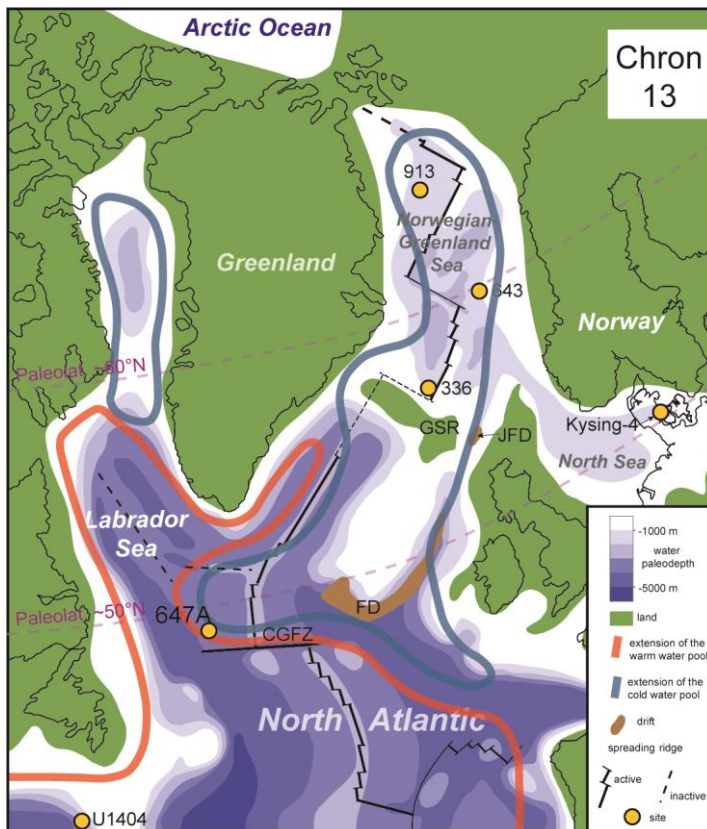 Arctic Ocean
Chron
13
913
Norwegian-
Greenland
Sea
Greenland
643
Norway
Paleolat. ~60°N
336
Kysing-4
GSR
JFD
North Sea
Labrador
Sea
Paleolat. ~50°N
647A
FD
CGFZ
North Atlantic
U1404
-1000 m
water
paleodepth
-5000 m
land
extension of the
warm water pool
extension of the
cold water pool
drift
spreading ridge
active
inactive
site